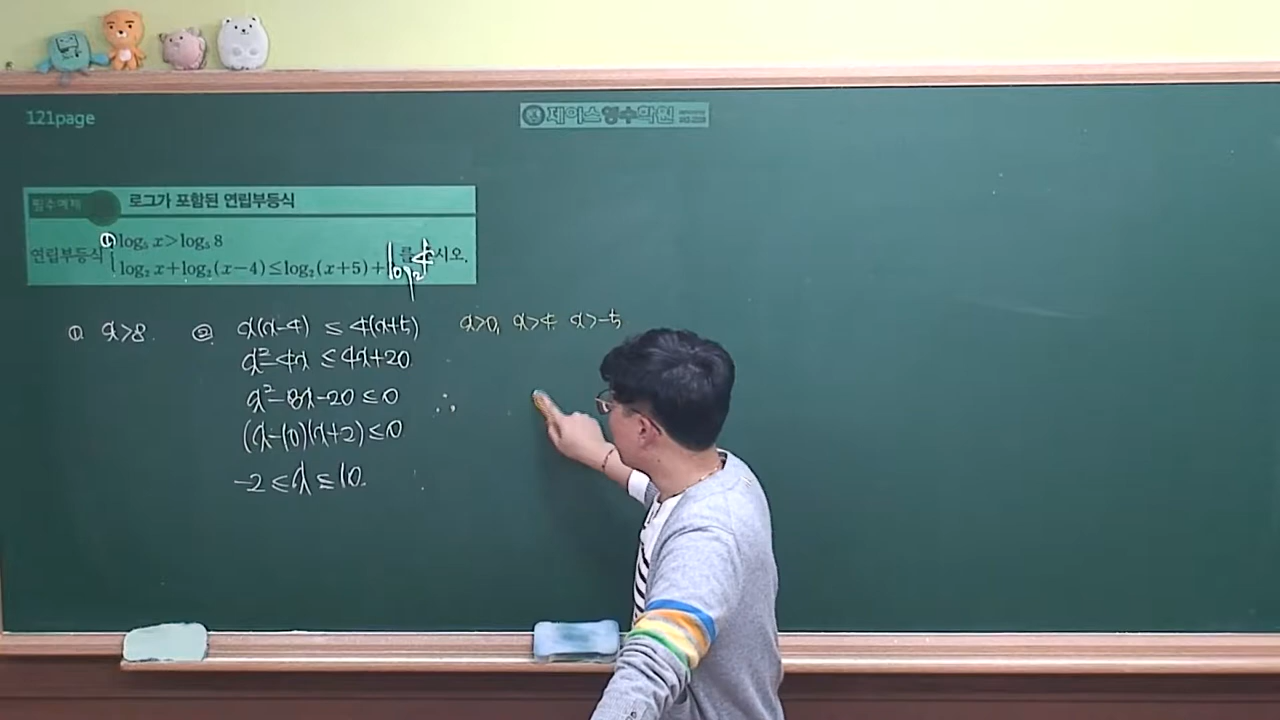 121page
제이스영수학원
필수예제 로그가 포함된 연립부등식
① log₅ x>log₅ 8
연립부등식
log₂ x+log₂(x−4)≤log₂(x+5)+log₂4 를 시오.
① x>8. ② x(x-4) ≤ 4(x+5) x>0, x>4 x>-5
x²-4x ≤ 4x+20
x²-8x-20 ≤0 ∴
(x-10)(x+2) ≤0
-2 ≤ x ≤ 10.